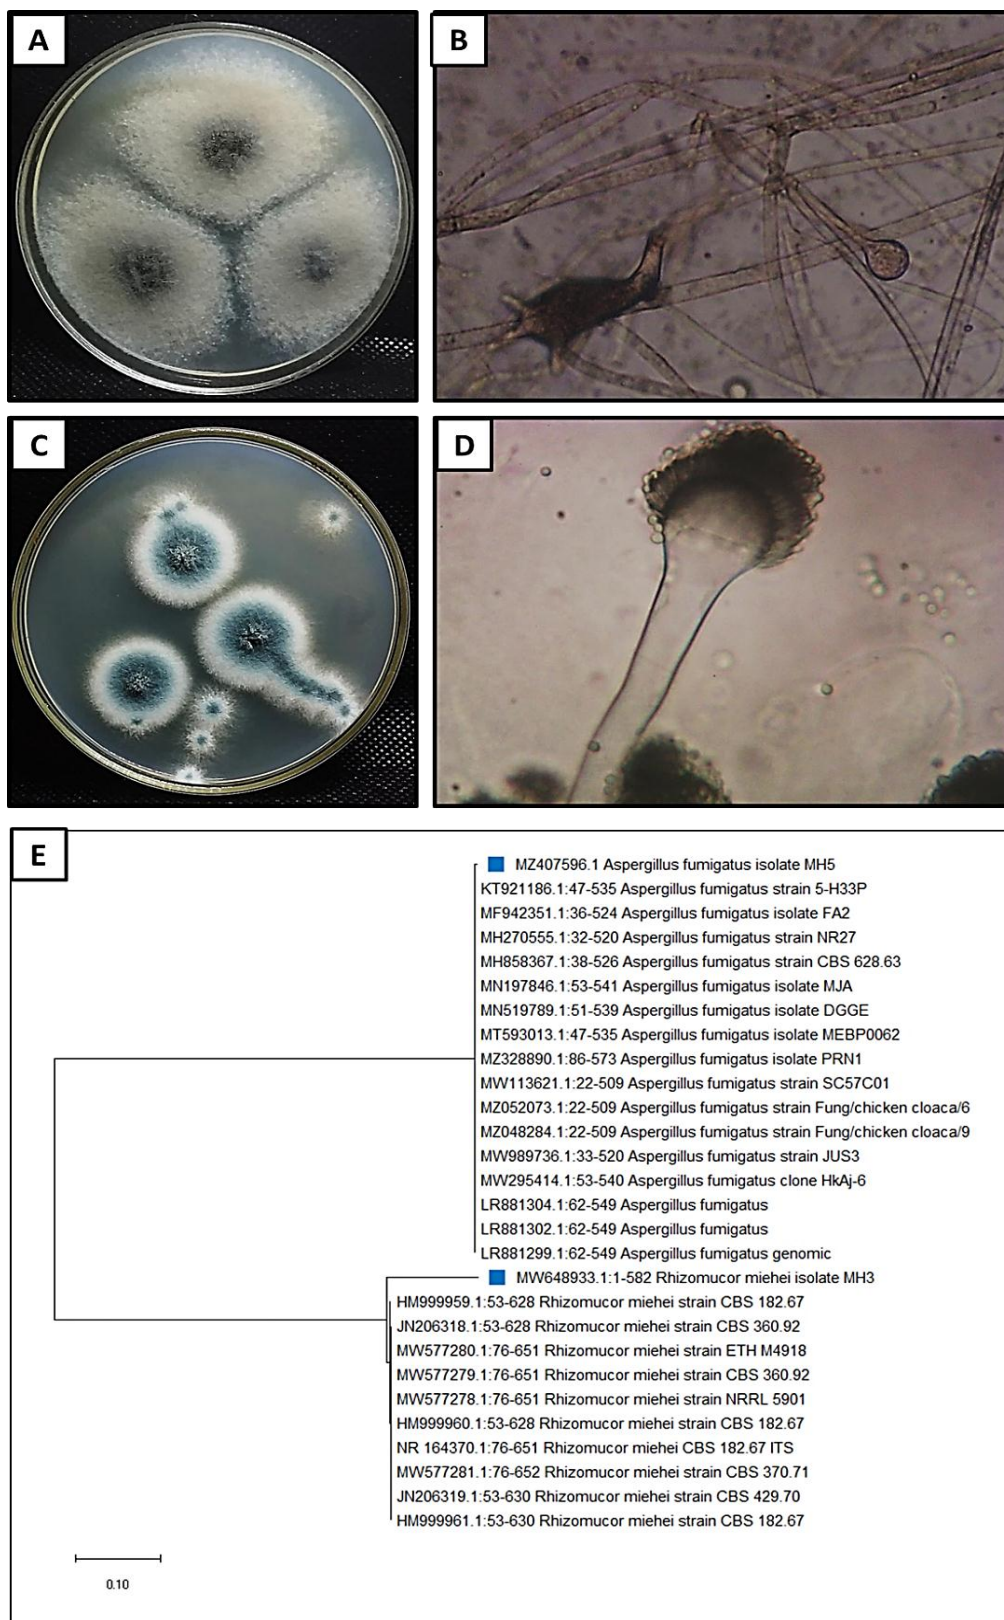 A
B
C
D
E
MZ407596.1 Aspergillus fumigatus isolate MH5
KT921186.1:47-535 Aspergillus fumigatus strain 5-H33P
MF942351.1:36-524 Aspergillus fumigatus isolate FA2
MH270555.1:32-520 Aspergillus fumigatus strain NR27
MH858367.1:38-526 Aspergillus fumigatus strain CBS 628.63
MN197846.1:53-541 Aspergillus fumigatus isolate MJA
MN519789.1:51-539 Aspergillus fumigatus isolate DGGE
MT593013.1:47-535 Aspergillus fumigatus isolate MEBP0062
MZ328890.1:86-573 Aspergillus fumigatus isolate PRN1
MW113621.1:22-509 Aspergillus fumigatus strain SC57C01
MZ052073.1:22-509 Aspergillus fumigatus strain Fung/chicken cloaca/6
MZ048284.1:22-509 Aspergillus fumigatus strain Fung/chicken cloaca/9
MW989736.1:33-520 Aspergillus fumigatus strain JUS3
MW295414.1:53-540 Aspergillus fumigatus clone HkAj-6
LR881304.1:62-549 Aspergillus fumigatus
LR881302.1:62-549 Aspergillus fumigatus
LR881299.1:62-549 Aspergillus fumigatus genomic
MW648933.1:1-582 Rhizomucor miehei isolate MH3
HM999959.1:53-628 Rhizomucor miehei strain CBS 182.67
JN206318.1:53-628 Rhizomucor miehei strain CBS 360.92
MW577280.1:76-651 Rhizomucor miehei strain ETH M4918
MW577279.1:76-651 Rhizomucor miehei strain CBS 360.92
MW577278.1:76-651 Rhizomucor miehei strain NRRL 5901
HM999960.1:53-628 Rhizomucor miehei strain CBS 182.67
NR 164370.1:76-651 Rhizomucor miehei CBS 182.67 ITS
MW577281.1:76-652 Rhizomucor miehei strain CBS 370.71
JN206319.1:53-630 Rhizomucor miehei strain CBS 429.70
HM999961.1:53-630 Rhizomucor miehei strain CBS 182.67
0.10